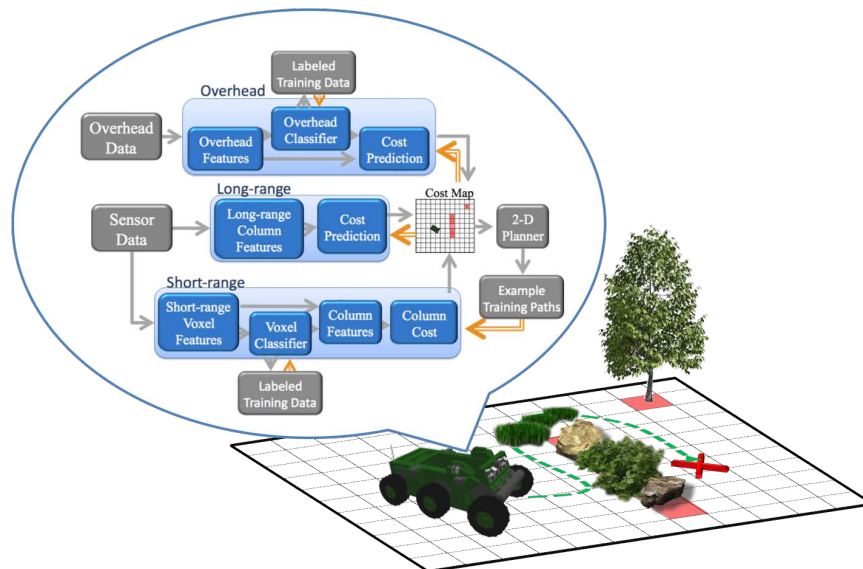 Labeled
Training Data
Overhead
Overhead
Data
Overhead
Features
Overhead
Classifier
Cost
Prediction
Long-range
Cost Map
Sensor
Data
Long-range
Column
Features
Cost
Prediction
2-D
Planner
Short-range
Example
Training Paths
Short-range
Voxel
Features
Voxel
Classifier
Column
Features
Column
Cost
Labeled
Training Data